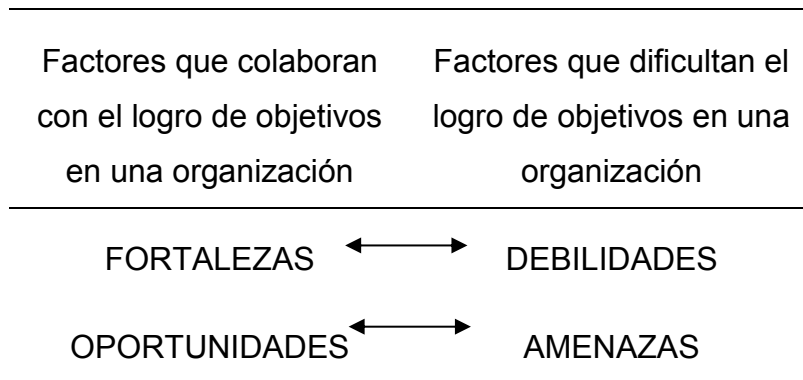 Factores que colaboran
con el logro de objetivos
en una organización
Factores que dificultan el
logro de objetivos en una
organización
FORTALEZAS
DEBILIDADES
OPORTUNIDADES
AMENAZAS